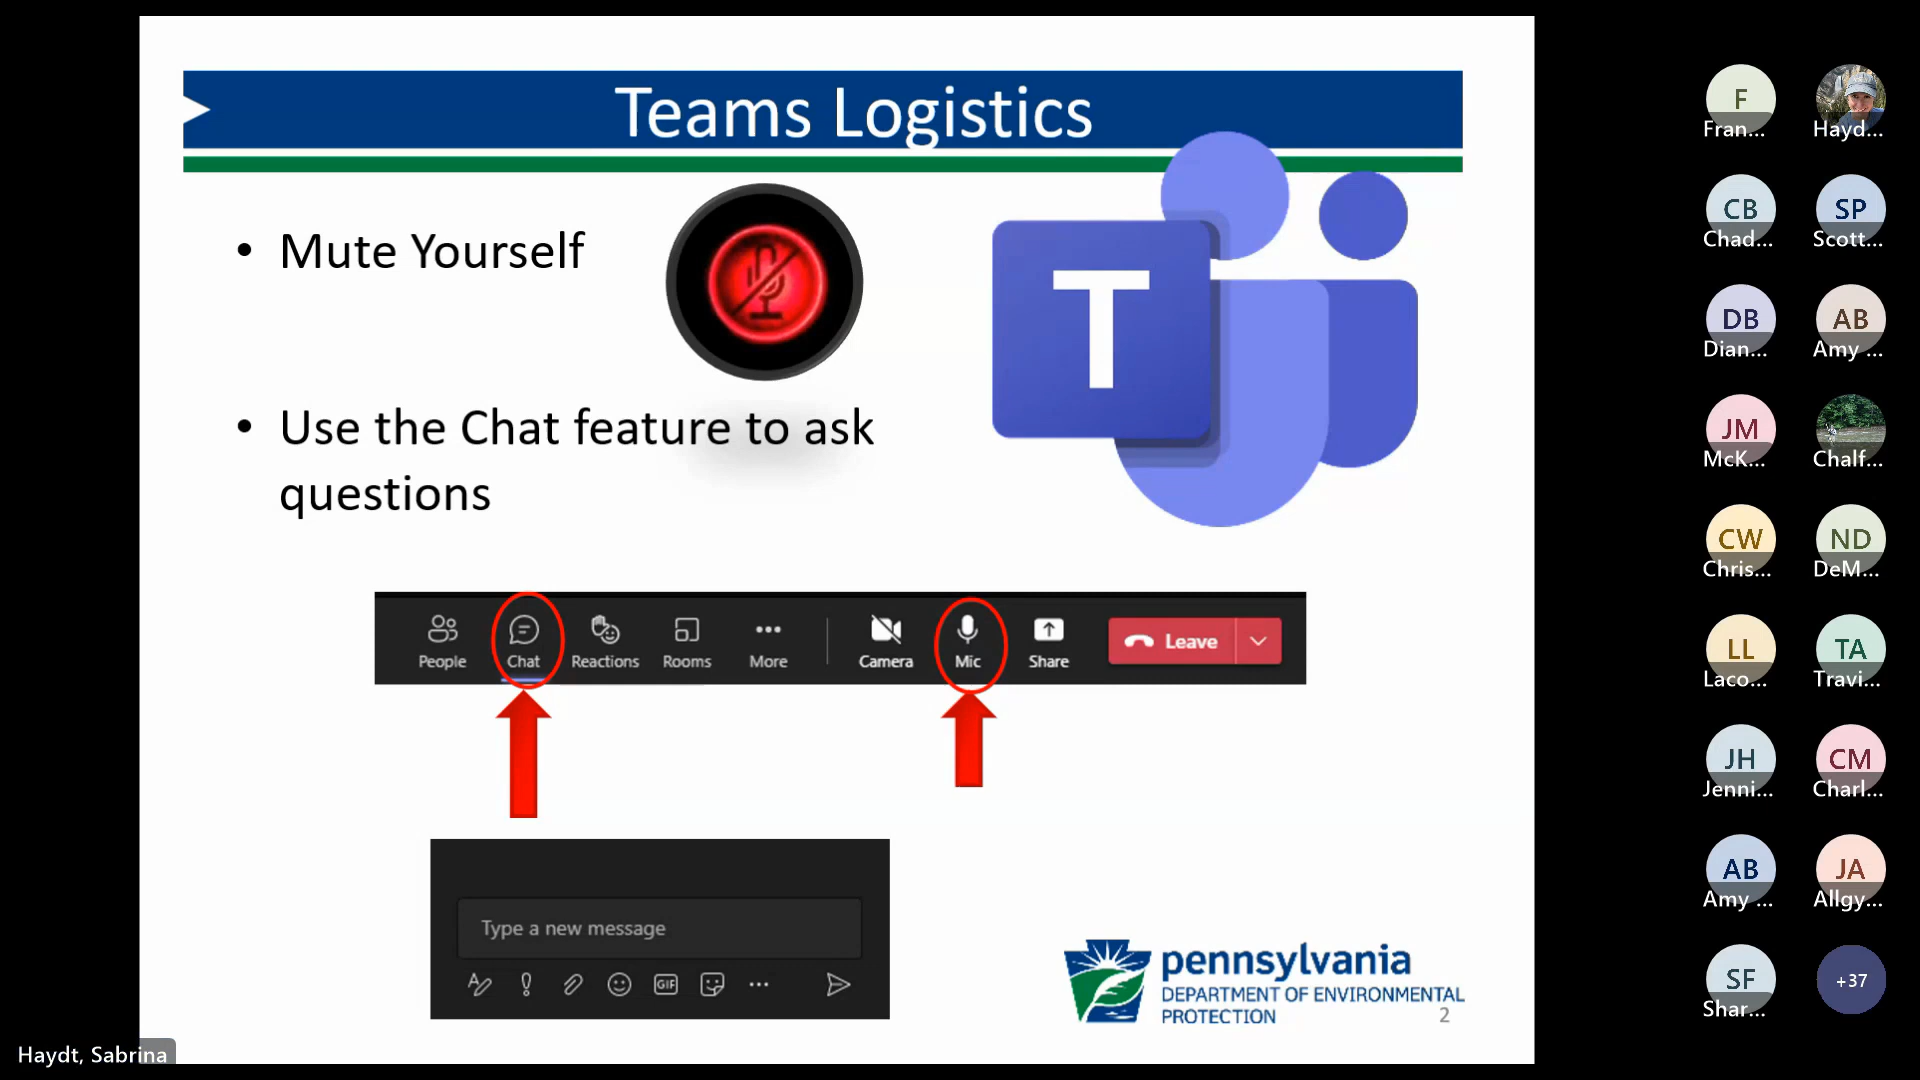 Teams Logistics
• Mute Yourself
• Use the Chat feature to ask
questions
T
People Chat Reactions Rooms More Camera Mic Share Leave
Type a new message
GIF
pennsylvania
DEPARTMENT OF ENVIRONMENTAL
PROTECTION
2
Haydt, Sabrina
F
Fran...
Hayd...
CB
Chad...
SP
Scott...
DB
Dian...
AB
Amy ...
JM
McK...
Chalf...
CW
Chris...
ND
DeM...
LL
Laco...
TA
Travi...
JH
Jenni...
CM
Charl...
AB
Amy ...
JA
Allgy...
SF
Shar...
+37